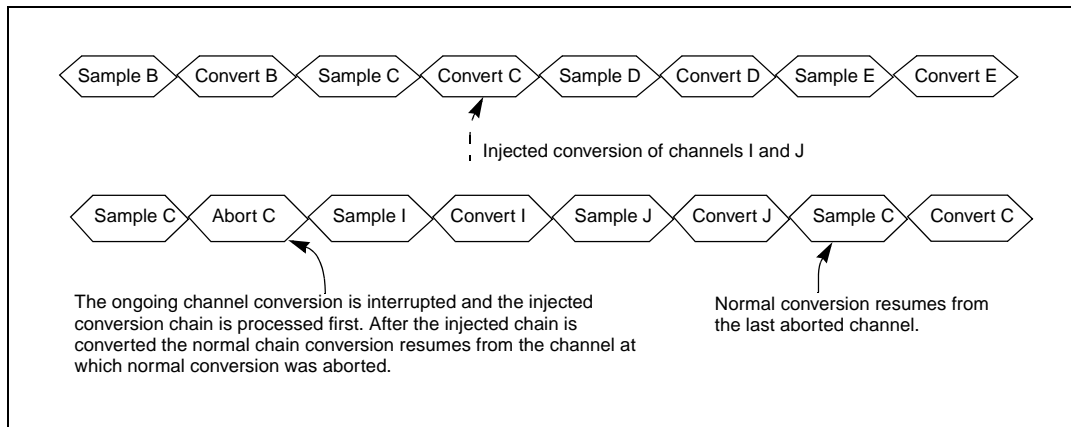 Sample B Convert B Sample C Convert C Sample D Convert D Sample E Convert E
Injected conversion of channels I and J
Sample C Abort C Sample I Convert I Sample J Convert J Sample C Convert C
The ongoing channel conversion is interrupted and the injected
conversion chain is processed first. After the injected chain is
converted the normal chain conversion resumes from the channel at
which normal conversion was aborted.
Normal conversion resumes from
the last aborted channel.